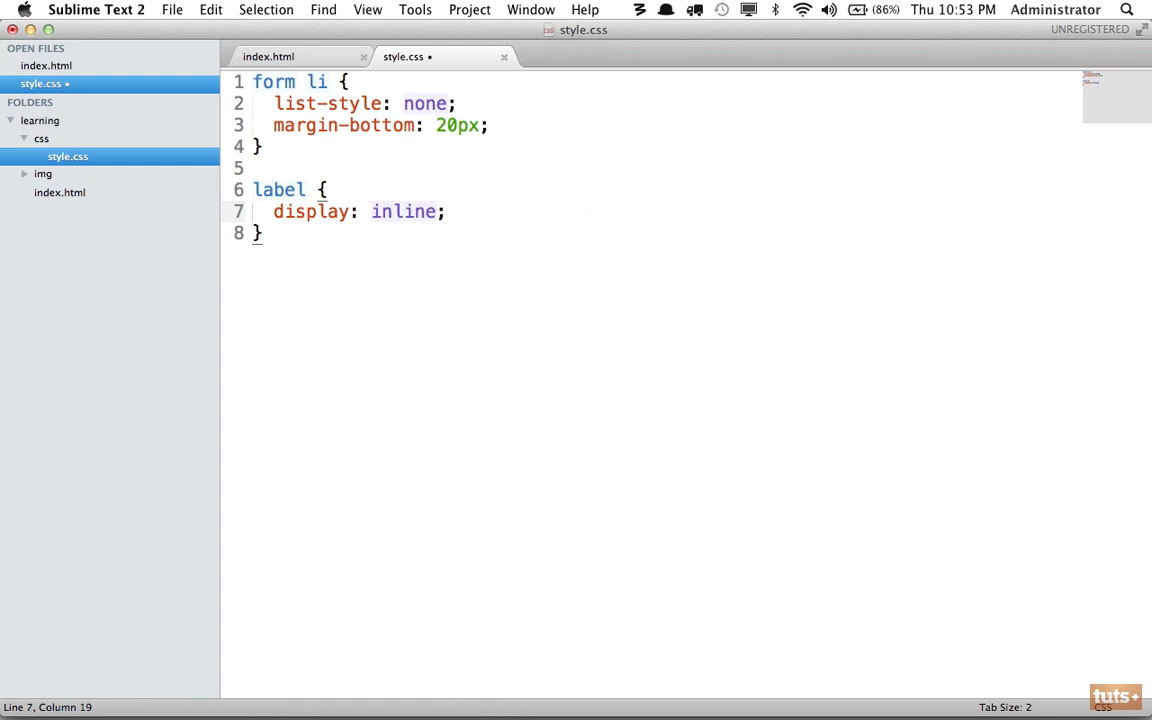 Sublime Text 2 File Edit Selection Find View Tools Project Window Help (86%) Thu 10:53 PM Administrator
style.css UNREGISTERED
OPEN FILES
index.html
style.css •
FOLDERS
learning
css
style.css
img
index.html
index.html × style.css • ×
1 form li {
2 list-style: none;
3 margin-bottom: 20px;
4 }
5
6 label {
7 display: inline;
8 }
Line 7, Column 19 Tab Size: 2 CSS
tuts+